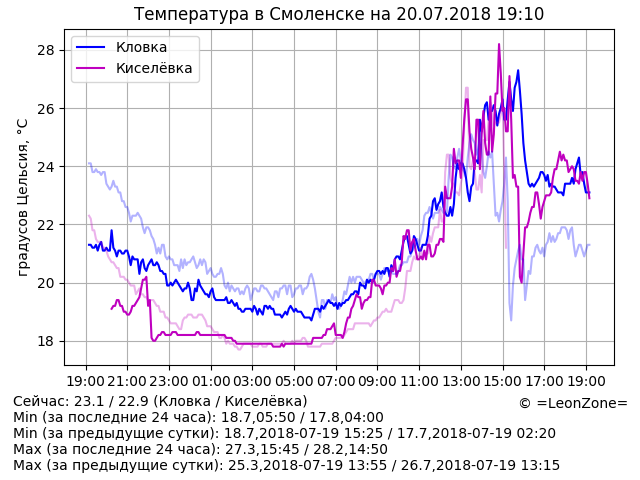 Температура в Смоленске на 20.07.2018 19:10
Кловка
Киселёвка
градусов Цельсия, °C
28
26
24
22
20
18
19:00 21:00 23:00 01:00 03:00 05:00 07:00 09:00 11:00 13:00 15:00 17:00 19:00
Сейчас: 23.1 / 22.9 (Кловка / Киселёвка)
© =LeonZone=
Min (за последние 24 часа): 18.7,05:50 / 17.8,04:00
Min (за предыдущие сутки): 18.7,2018-07-19 15:25 / 17.7,2018-07-19 02:20
Max (за последние 24 часа): 27.3,15:45 / 28.2,14:50
Max (за предыдущие сутки): 25.3,2018-07-19 13:55 / 26.7,2018-07-19 13:15